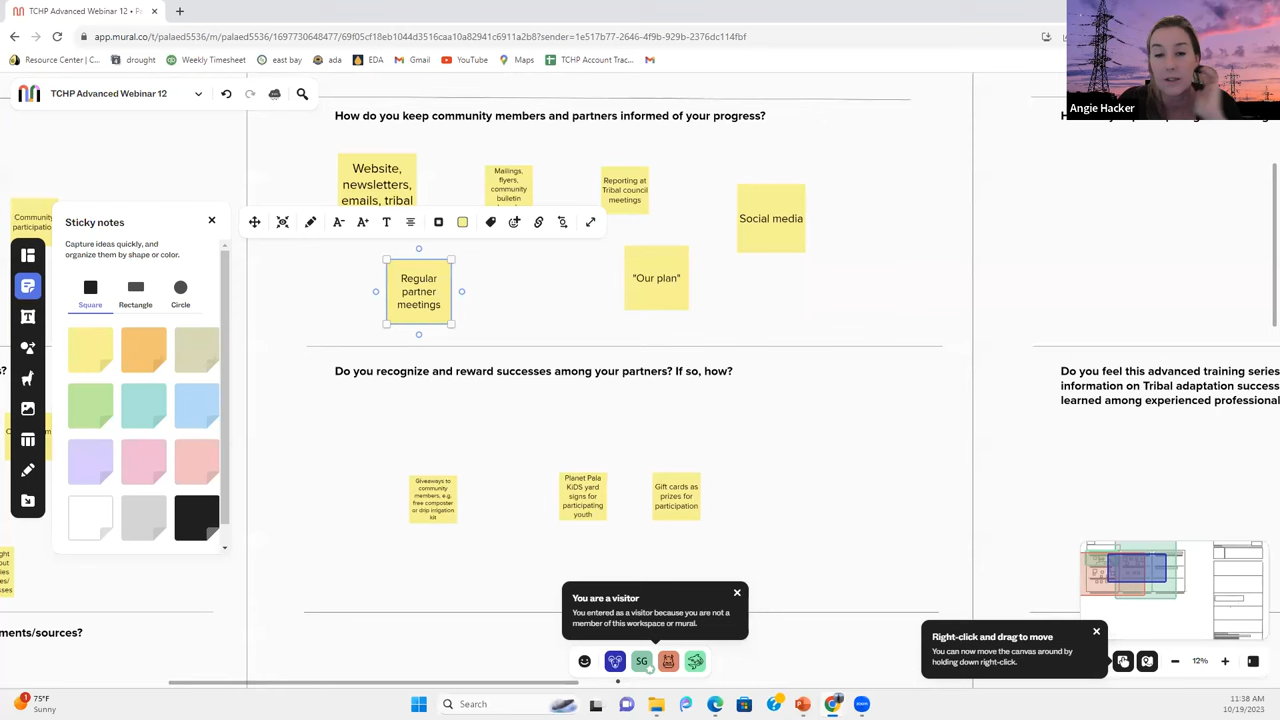 TCHP Advanced Webinar 12
app.mural.co/t/palaed5536/m/palaed5536/1697730648777/69f05cf18eb1044d3516caa10a82941c6911a2b8?sender=1e517b77-2646-4f9b-929b-2376dc114fbf
Resource Center | C...
drought
Weekly Timesheet
east bay
ada
EDA
Gmail
YouTube
Maps
TCHP Account Trac...
Angie Hacker
TCHP Advanced Webinar 12
How do you keep community members and partners informed of your progress?
Website,
newsletters,
emails, tribal
Mailings,
flyers,
community
bulletin
Reporting at
Tribal council
meetings
Social media
Regular
partner
meetings
"Our plan"
Community
participatio
Sticky notes
Capture ideas quickly, and
organize them by shape or color.
Square
Rectangle
Circle
Do you recognize and reward successes among your partners? If so, how?
Giveaways to
community
members, e.g.
free composter
or drip irrigation
kit
Planet Pala
KiDS yard
signs for
participating
youth
Gift cards as
prizes for
participation
Do you feel this advanced training series
information on Tribal adaptation success
learned among experienced professional
You are a visitor
You entered as a visitor because you are not a
member of this workspace or mural.
Right-click and drag to move
You can now move the canvas around by
holding down right-click.
ments/sources?
SG
12%
75°F
Sunny
Search
11:38 AM
10/19/2023